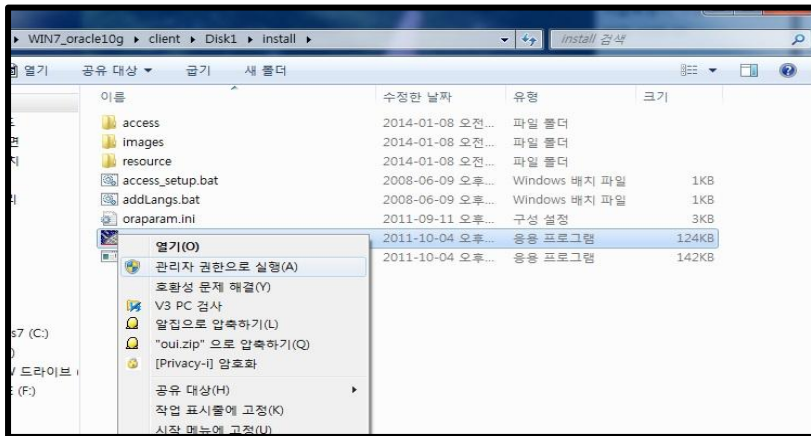 WIN7_oracle10g ▸ client ▸ Disk1 ▸ install ▸
install 검색
열기 공유 대상 굽기 새 폴더
이름 수정한 날짜 유형 크기
access 2014-01-08 오전... 파일 폴더
images 2014-01-08 오전... 파일 폴더
resource 2014-01-08 오전... 파일 폴더
access_setup.bat 2008-06-09 오후... Windows 배치 파일 1KB
addLangs.bat 2008-06-09 오후... Windows 배치 파일 1KB
oraparam.ini 2011-09-11 오후... 구성 설정 3KB
2011-10-04 오후... 응용 프로그램 124KB
2011-10-04 오후... 응용 프로그램 142KB
열기(O)
관리자 권한으로 실행(A)
호환성 문제 해결(Y)
V3 PC 검사
알집으로 압축하기(L)
"oui.zip" 으로 압축하기(Q)
[Privacy-i] 암호화
공유 대상(H)
작업 표시줄에 고정(K)
시작 메뉴에 고정(U)
s7 (C:)
드라이브
(F:)